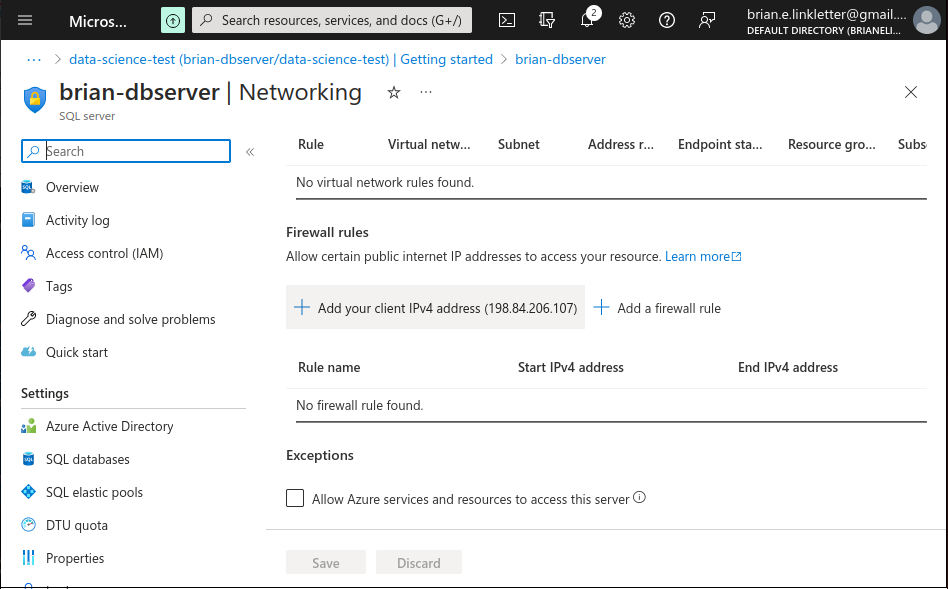 Micros...
Search resources, services, and docs (G+/)
2
brian.e.linkletter@gmail....
DEFAULT DIRECTORY (BRIANELI...
... > data-science-test (brian-dbserver/data-science-test) | Getting started > brian-dbserver
brian-dbserver | Networking
...
SQL server
Search
«
Overview
Activity log
Access control (IAM)
Tags
Diagnose and solve problems
Quick start
Settings
Azure Active Directory
SQL databases
SQL elastic pools
DTU quota
Properties
Rule Virtual netw... Subnet Address r... Endpoint sta... Resource gro... Subs
No virtual network rules found.
Firewall rules
Allow certain public internet IP addresses to access your resource. Learn more
+ Add your client IPv4 address (198.84.206.107) + Add a firewall rule
Rule name Start IPv4 address End IPv4 address
No firewall rule found.
Exceptions
Allow Azure services and resources to access this server
Save Discard